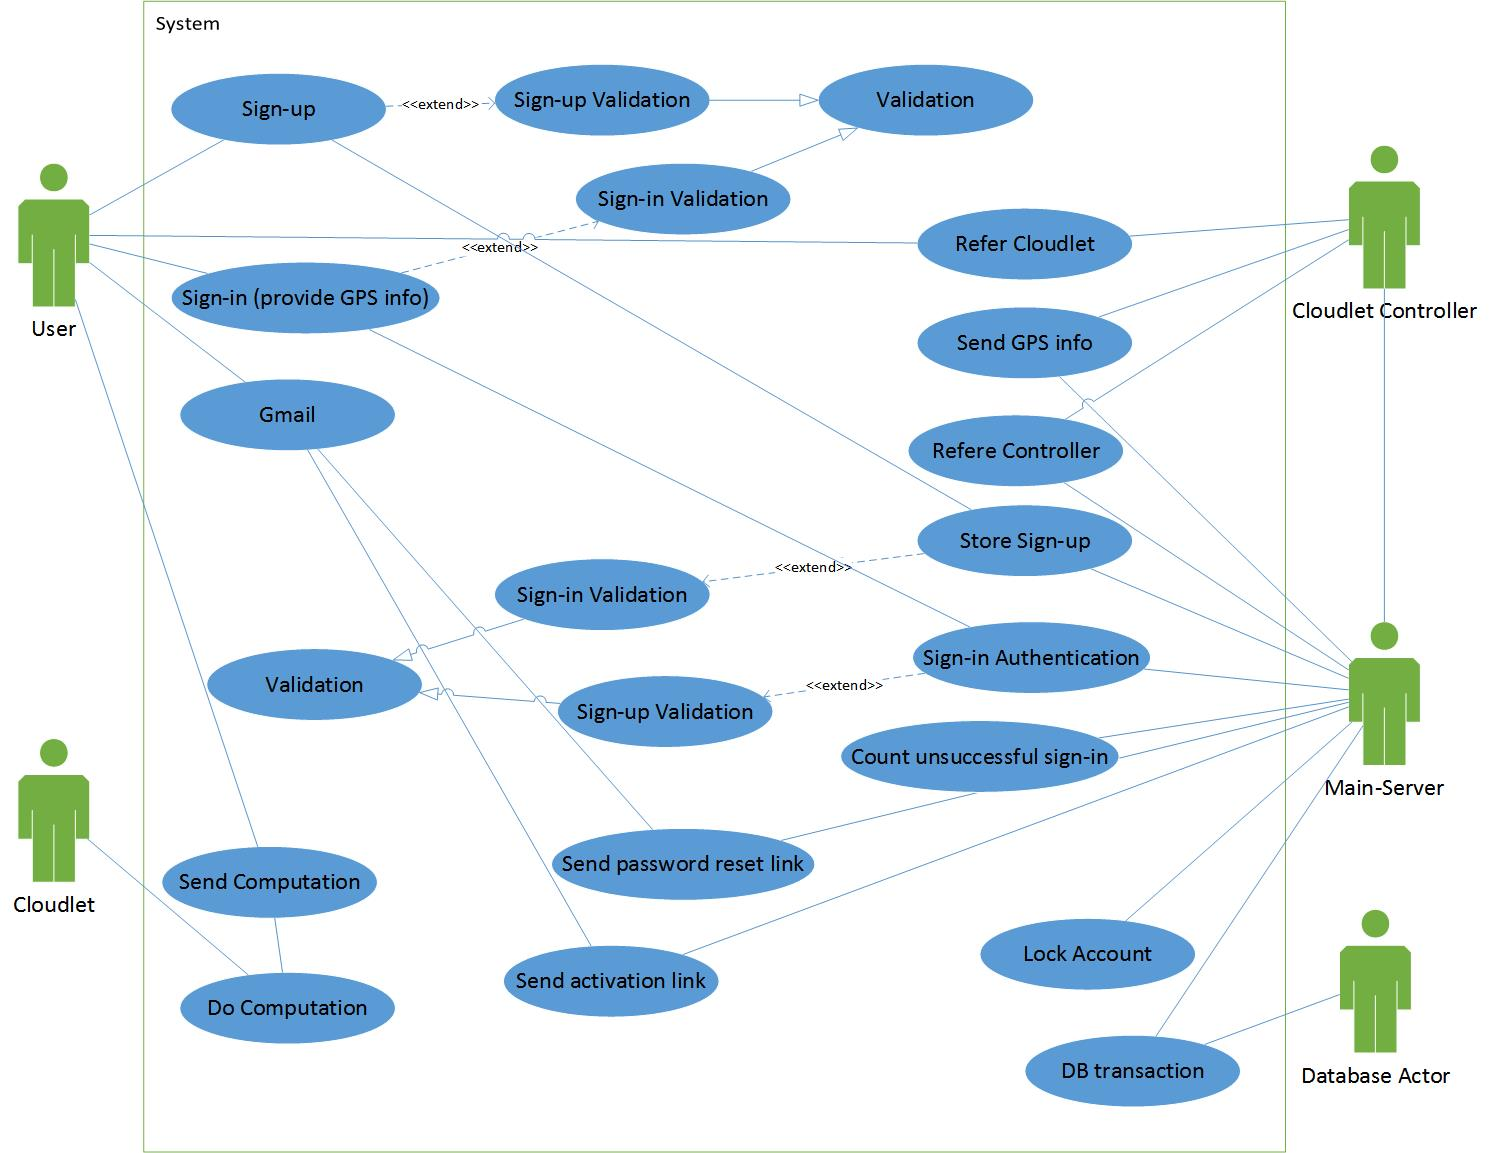 System
Sign-up
<<extend>>
Sign-up Validation
Validation
Sign-in Validation
<<extend>>
Refer Cloudlet
Sign-in (provide GPS info)
User
Cloudlet Controller
Send GPS info
Gmail
Refere Controller
Store Sign-up
<<extend>>
Sign-in Validation
Sign-in Authentication
Validation
<<extend>>
Sign-up Validation
Count unsuccessful sign-in
Main-Server
Send password reset link
Send Computation
Cloudlet
Lock Account
Send activation link
Do Computation
DB transaction
Database Actor